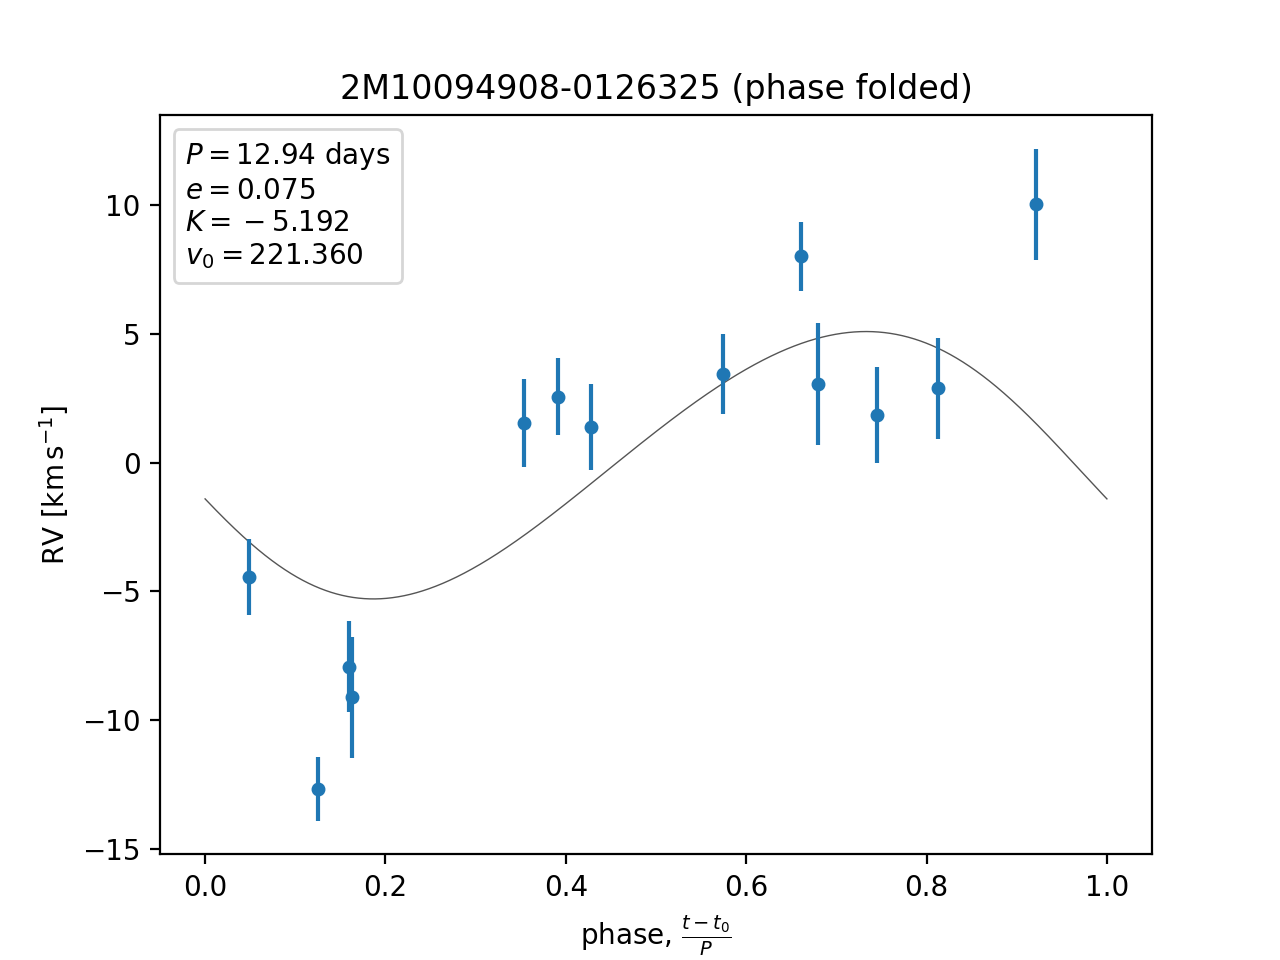 2M10094908-0126325 (phase folded)
P = 12.94 days
e = 0.075
K = −5.192
v₀ = 221.360
10
5
0
−5
−10
−15
RV [km s⁻¹]
0.0 0.2 0.4 0.6 0.8 1.0
phase, (t − t₀)/P